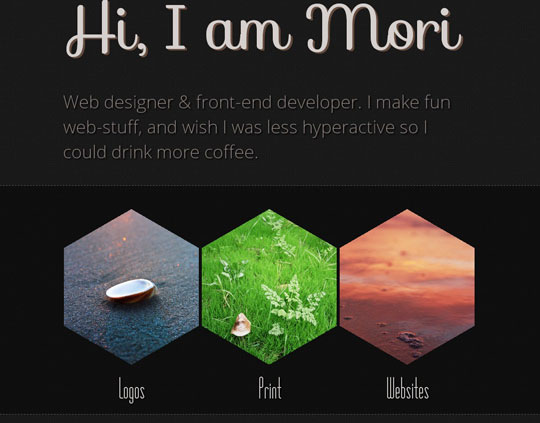 Hi, I am Mori
Web designer & front-end developer. I make fun
web-stuff, and wish I was less hyperactive so I
could drink more coffee.
Logos
Print
Websites